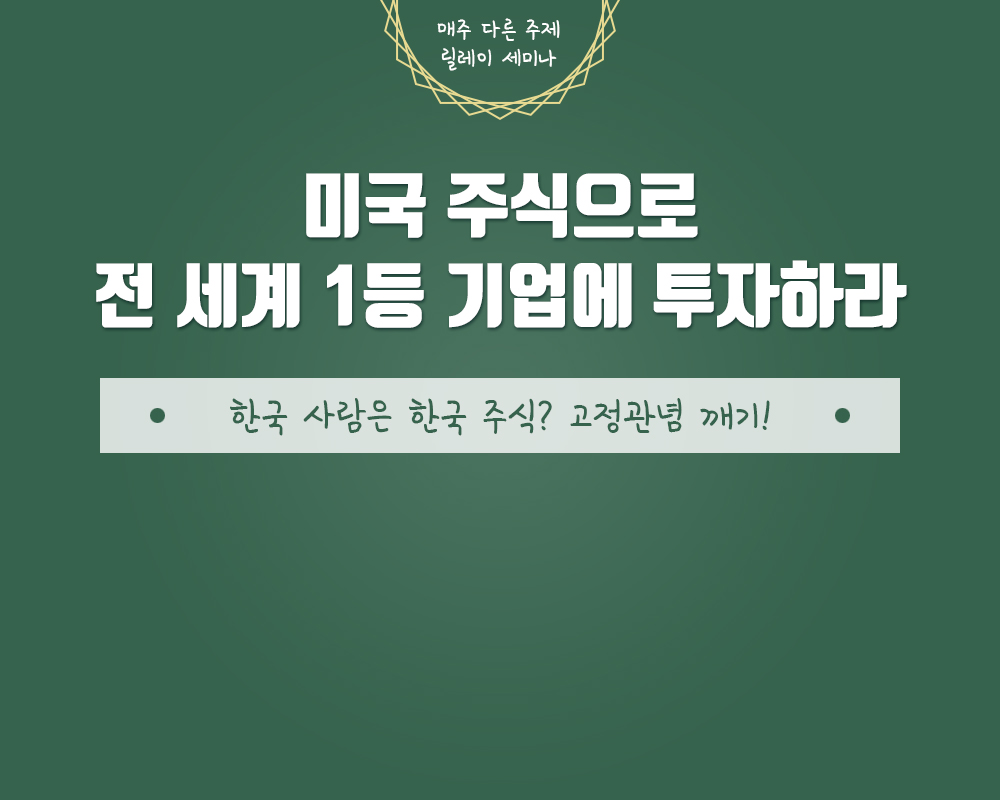 매주 다른 주제
릴레이 세미나
미국 주식으로
전 세계 1등 기업에 투자하라
한국 사람은 한국 주식? 고정관념 깨기!